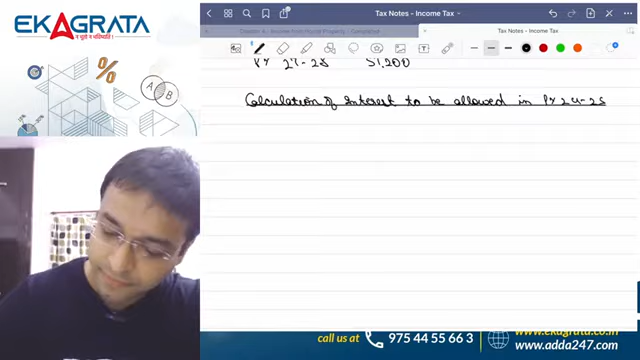 EKAGRATA
Tax Notes - Income Tax
Chapter 4 - Income from House Property - Completed
Tax Notes - Income Tax
PY 27-28 51,200
Calculation of Interest to be allowed in PY 24-25
A
B
%
call us at
975 44 55 66 3
www.ekagrata.co.in
www.adda247.com